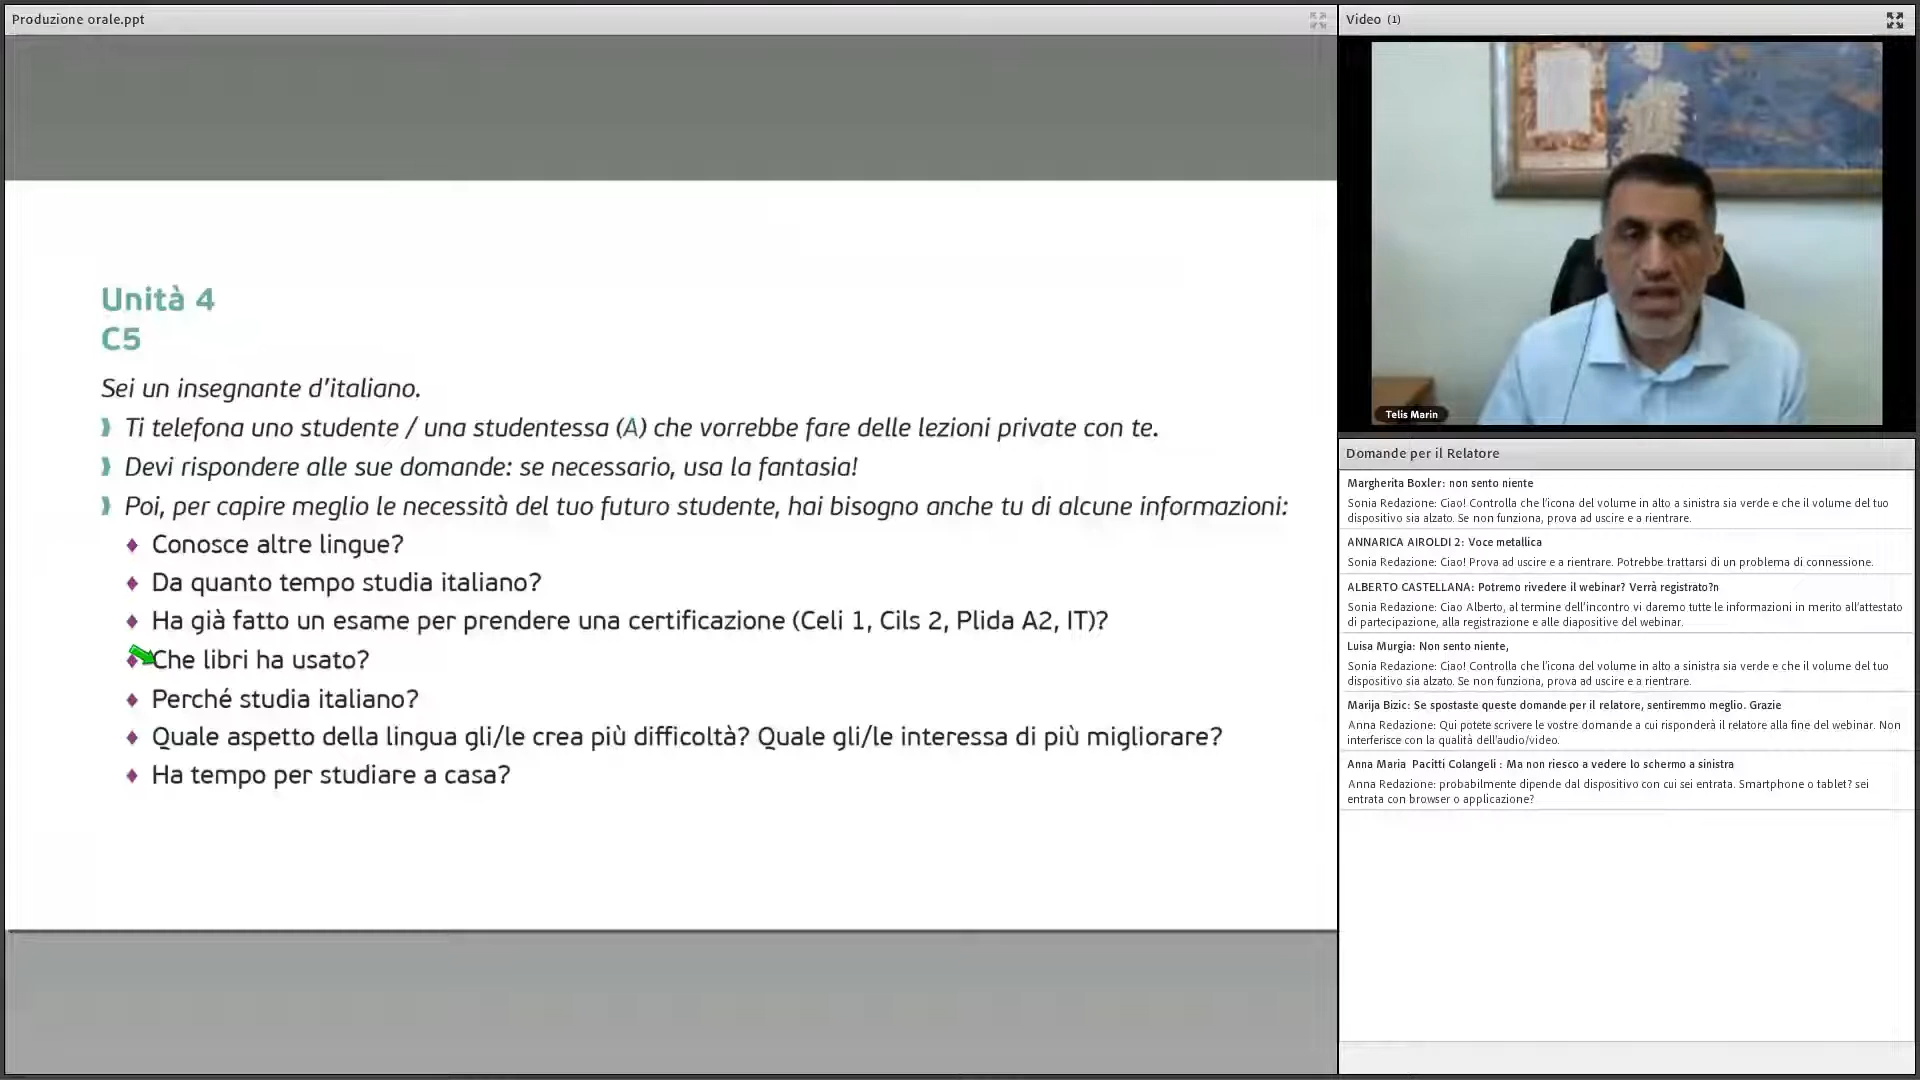 Produzione orale.ppt
Unità 4
C5
Sei un insegnante d'italiano.
Ti telefona uno studente / una studentessa (A) che vorrebbe fare delle lezioni private con te.
Devi rispondere alle sue domande: se necessario, usa la fantasia!
Poi, per capire meglio le necessità del tuo futuro studente, hai bisogno anche tu di alcune informazioni:
Conosce altre lingue?
Da quanto tempo studia italiano?
Ha già fatto un esame per prendere una certificazione (Celi 1, Cils 2, Plida A2, IT)?
Che libri ha usato?
Perché studia italiano?
Quale aspetto della lingua gli/le crea più difficoltà? Quale gli/le interessa di più migliorare?
Ha tempo per studiare a casa?
Video (1)
Telis Marin
Domande per il Relatore
Margherita Boxler: non sento niente
Sonia Redazione: Ciao! Controlla che l'icona del volume in alto a sinistra sia verde e che il volume del tuo
dispositivo sia alzato. Se non funziona, prova ad uscire e a rientrare.
ANNARICA AIROLDI 2: Voce metallica
Sonia Redazione: Ciao! Prova ad uscire e a rientrare. Potrebbe trattarsi di un problema di connessione.
ALBERTO CASTELLANA: Potremo rivedere il webinar? Verrà registrato?n
Sonia Redazione: Ciao Alberto, al termine dell'incontro vi daremo tutte le informazioni in merito all'attestato
di partecipazione, alla registrazione e alle diapositive del webinar.
Luisa Murgia: Non sento niente,
Sonia Redazione: Ciao! Controlla che l'icona del volume in alto a sinistra sia verde e che il volume del tuo
dispositivo sia alzato. Se non funziona, prova ad uscire e a rientrare.
Marija Bizic: Se spostaste queste domande per il relatore, sentiremmo meglio. Grazie
Anna Redazione: Qui potete scrivere le vostre domande a cui risponderà il relatore alla fine del webinar. Non
interferisce con la qualità dell'audio/video.
Anna Maria Pacitti Colangeli : Ma non riesco a vedere lo schermo a sinistra
Anna Redazione: probabilmente dipende dal dispositivo con cui sei entrata. Smartphone o tablet? sei
entrata con browser o applicazione?